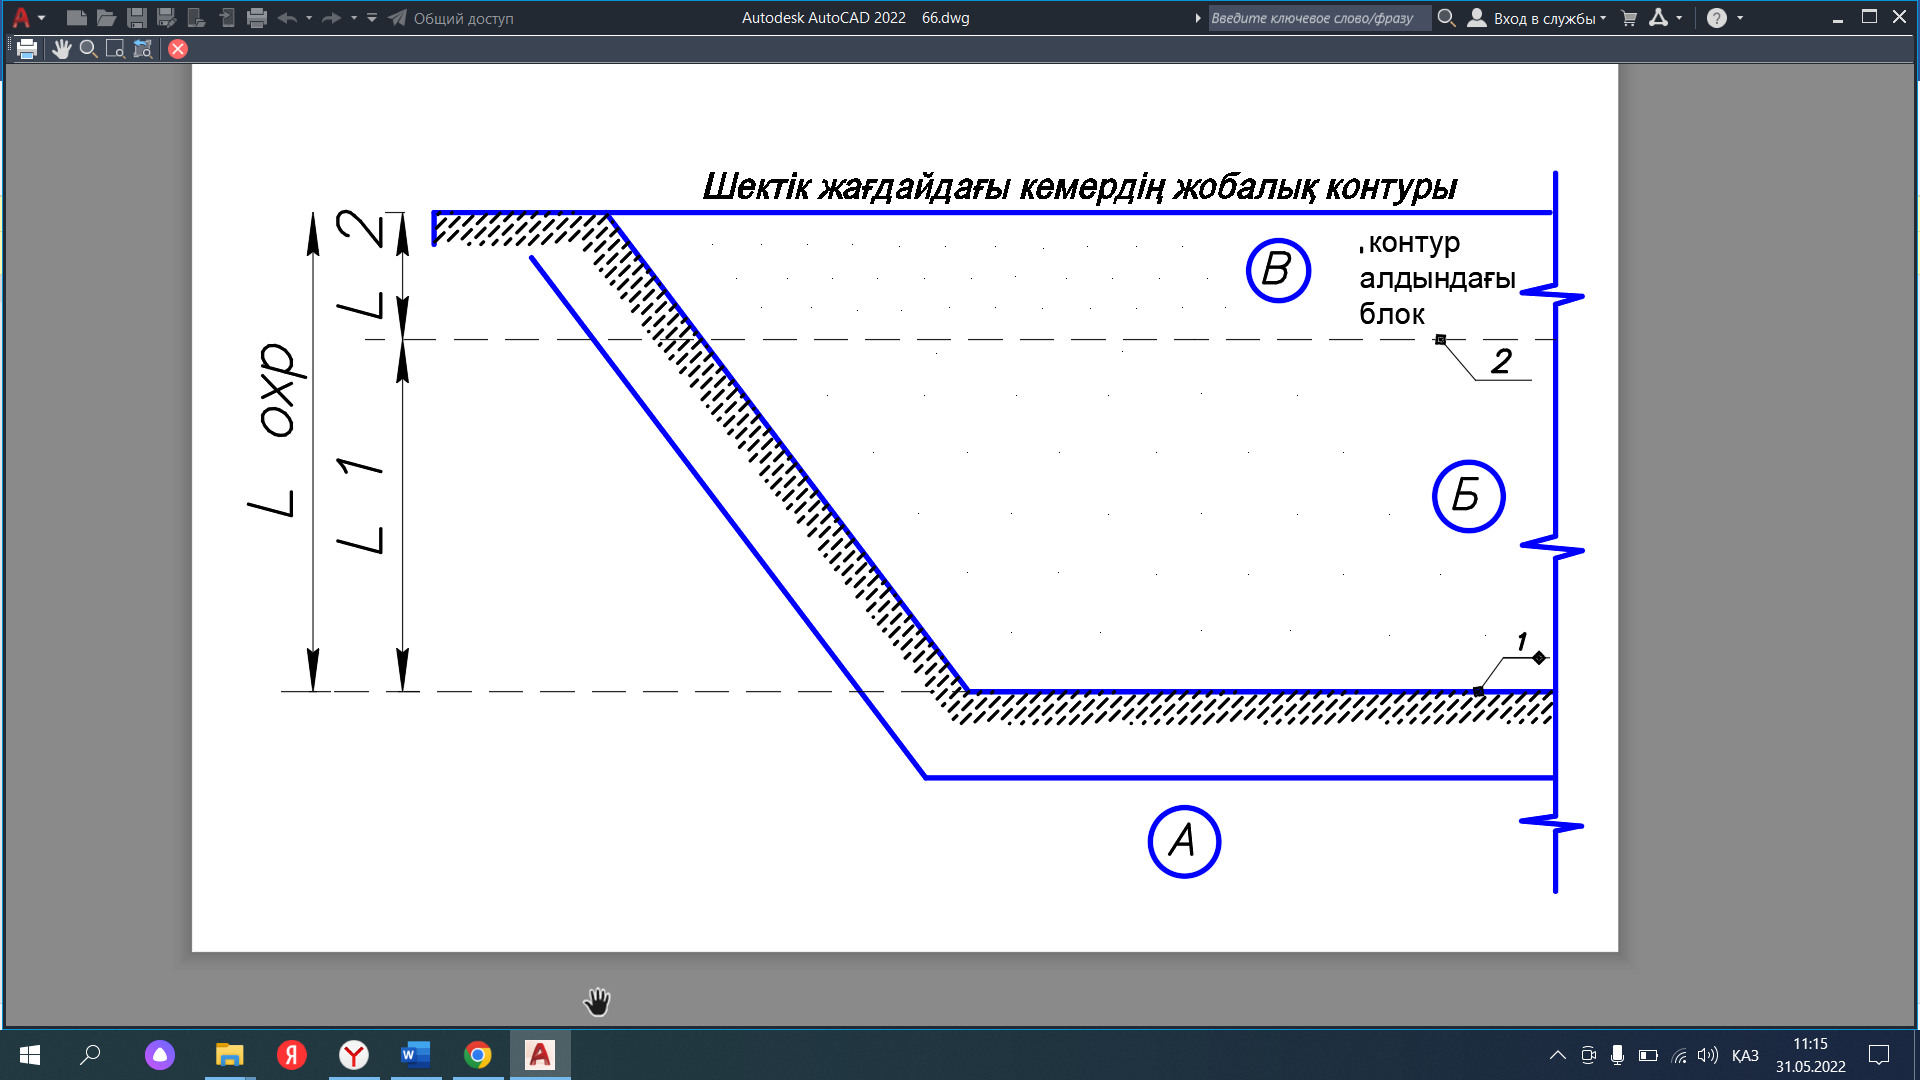 Общий доступ
Autodesk AutoCAD 2022 66.dwg
Введите ключевое слово/фразу
Вход в службы
Шектік жағдайдағы кемердің жобалық контуры
В
контур
алдындағы
блок
2
L 2
L охр
L 1
Б
1
А
ҚАЗ
11:15
31.05.2022